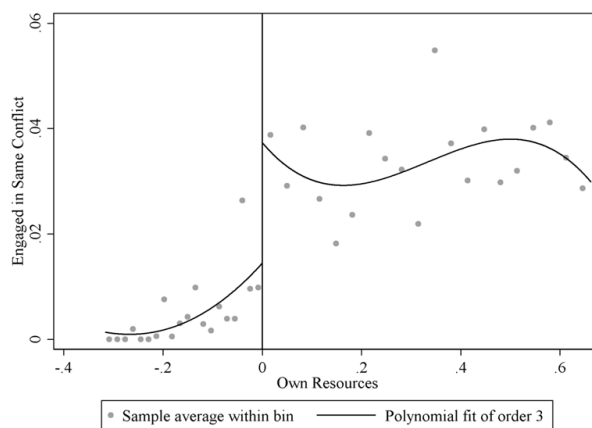 .06
.04
.02
0
Engaged in Same Conflict
-.4
-.2
0
.2
.4
.6
Own Resources
Sample average within bin
Polynomial fit of order 3